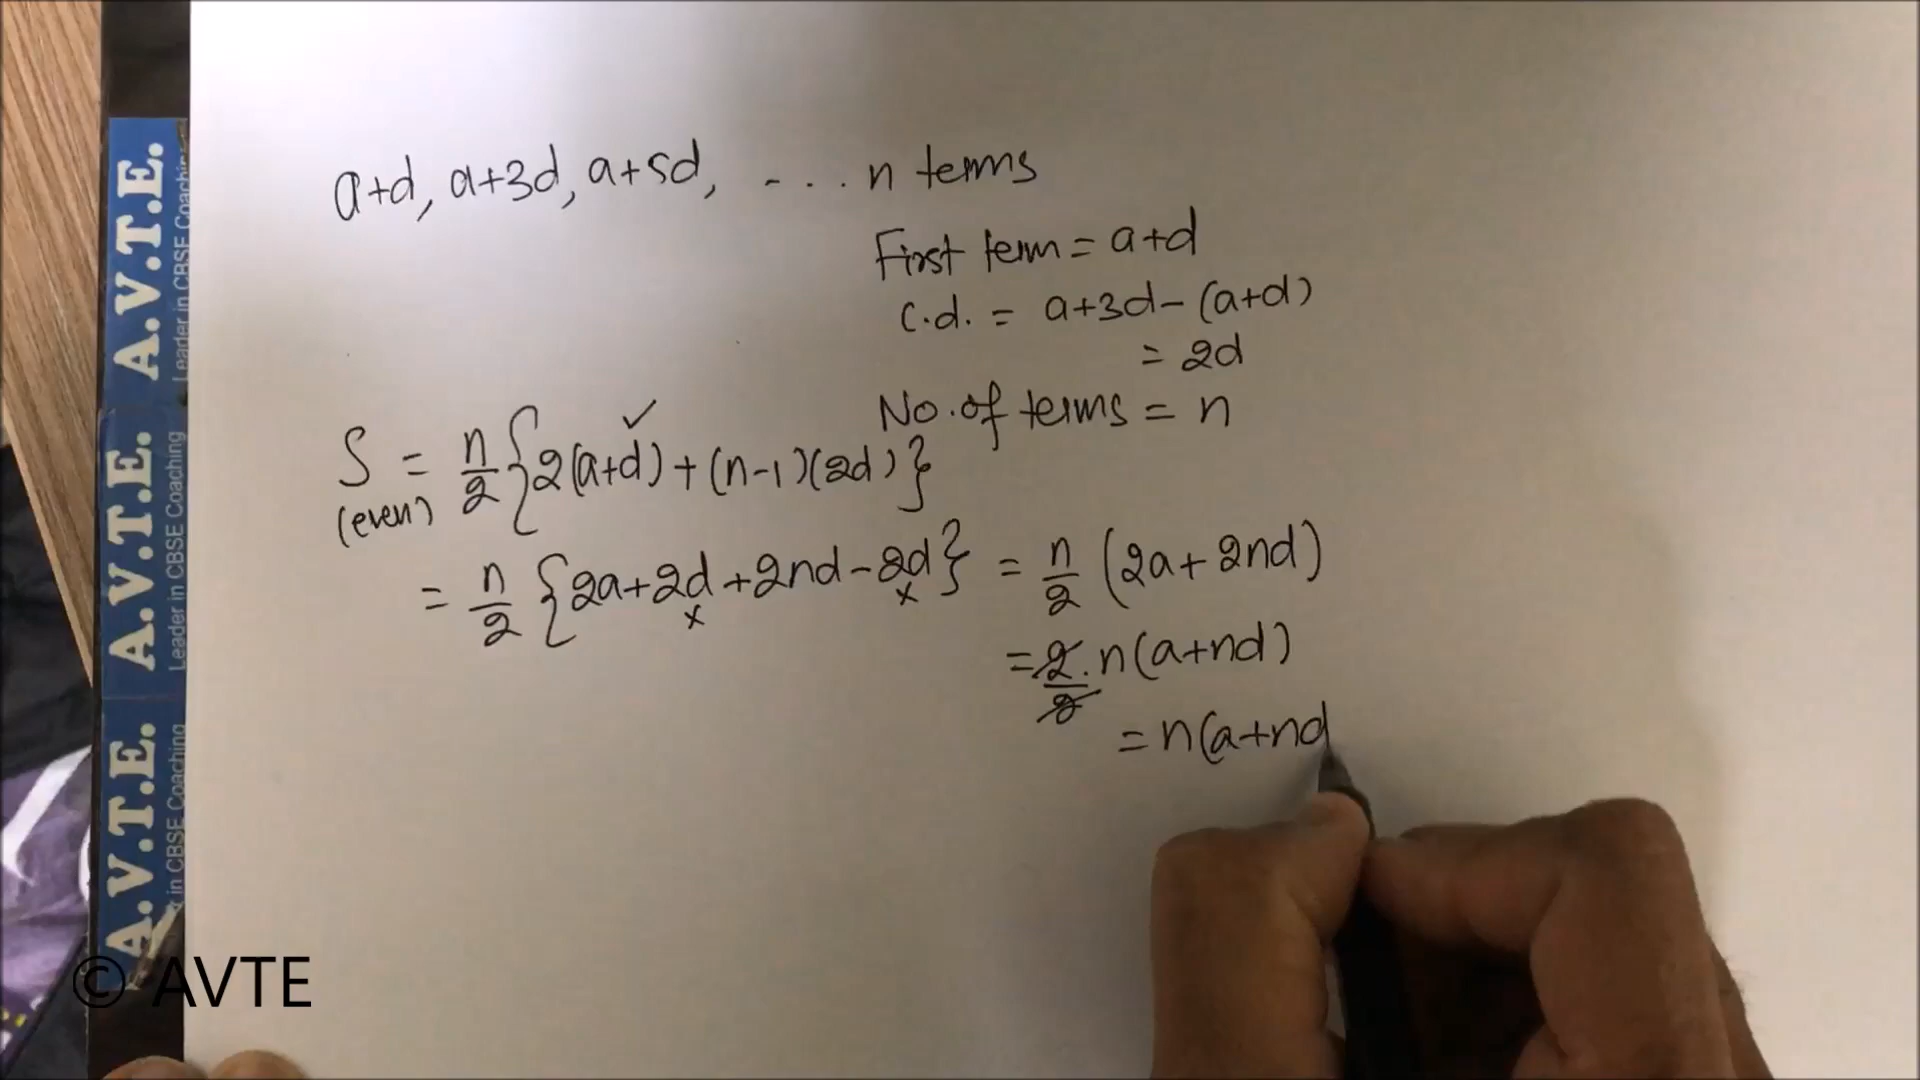 a+d, a+3d, a+5d, - . . . n terms
First term = a+d
C.d. = a+3d-(a+d)
= 2d
No. of terms = n
S(even) = n/2 {2(a+d)+(n-1)(2d)} ✓
= n/2 {2a+2d+2nd-2d} = n/2 (2a+2nd)
x x
= 2/2 . n(a+nd)
= n(a+nd
A.V.T.E.
Leader in CBSE Coaching
A.V.T.E.
Leader in CBSE Coaching
A.V.T.E.
in CBSE Coaching
© AVTE